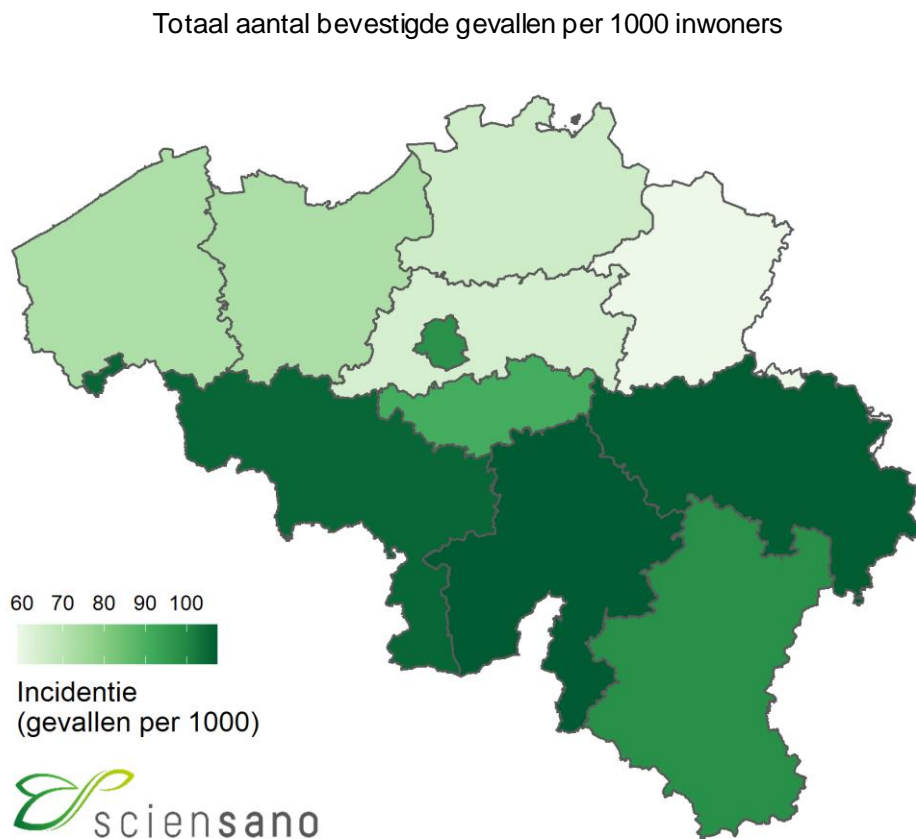 Totaal aantal bevestigde gevallen per 1000 inwoners
60 70 80 90 100
Incidentie
(gevallen per 1000)
sciensano